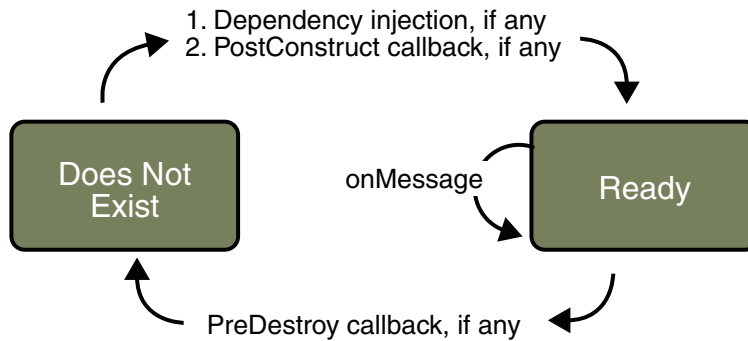 1. Dependency injection, if any
2. PostConstruct callback, if any
Does Not
Exist
onMessage
Ready
PreDestroy callback, if any